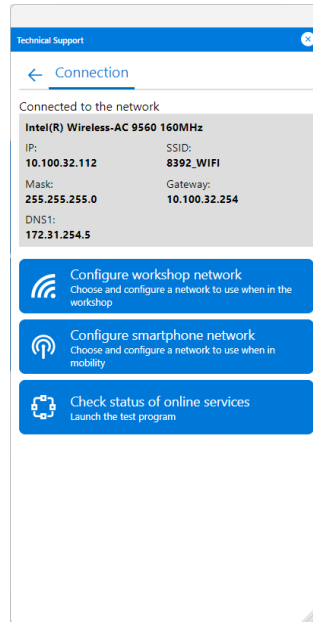 Technical Support
Connection
Connected to the network
Intel(R) Wireless-AC 9560 160MHz
IP: SSID:
10.100.32.112 8392_WIFI
Mask: Gateway:
255.255.255.0 10.100.32.254
DNS1:
172.31.254.5
Configure workshop network
Choose and configure a network to use when in the
workshop
Configure smartphone network
Choose and configure a network to use when in
mobility
Check status of online services
Launch the test program